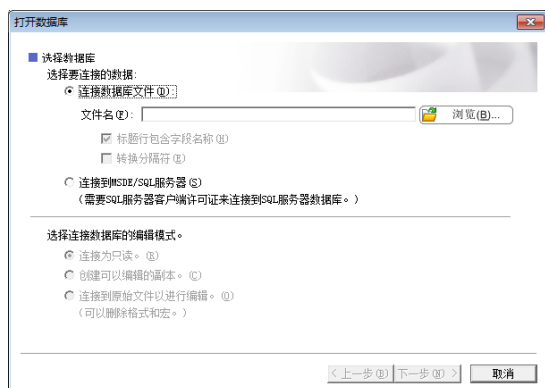 打开数据库
选择数据库
选择要连接的数据:
连接数据库文件(D):
文件名(F): 浏览(B)...
标题行包含字段名称(H)
转换分隔符(E)
连接到MSDE/SQL服务器(S)
(需要SQL服务器客户端许可证来连接到SQL服务器数据库。)
选择连接数据库的编辑模式。
连接为只读。(R)
创建可以编辑的副本。(C)
连接到原始文件以进行编辑。(O)
(可以删除格式和宏。)
< 上一步(B) 下一步(N) > 取消